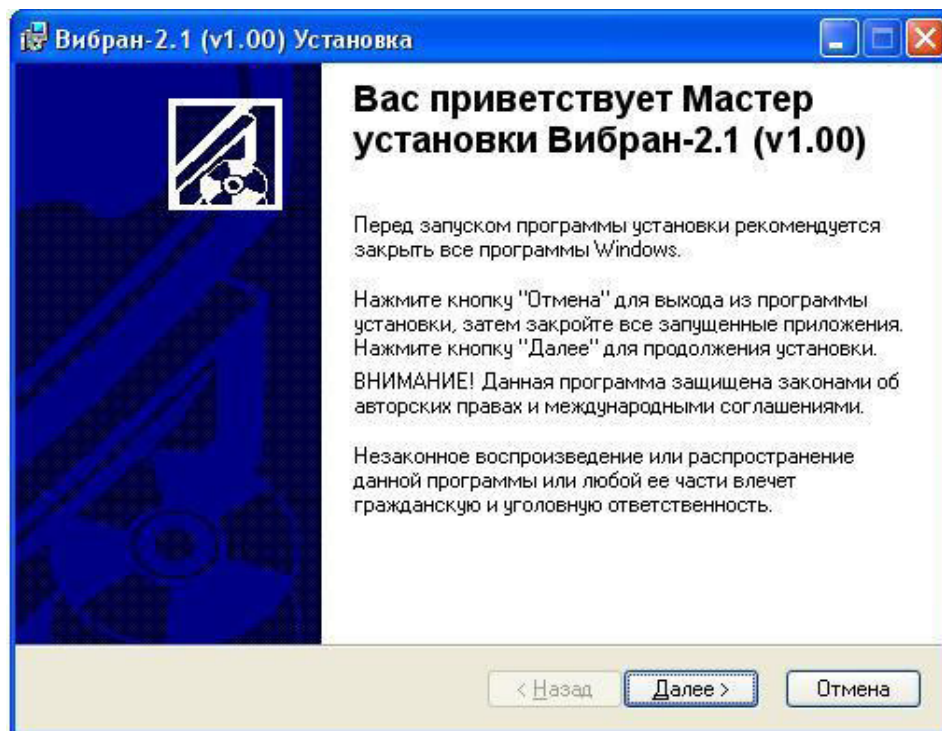 Вибран-2.1 (v1.00) Установка
Вас приветствует Мастер
установки Вибран-2.1 (v1.00)
Перед запуском программы установки рекомендуется
закрыть все программы Windows.
Нажмите кнопку "Отмена" для выхода из программы
установки, затем закройте все запущенные приложения.
Нажмите кнопку "Далее" для продолжения установки.
ВНИМАНИЕ! Данная программа защищена законами об
авторских правах и международными соглашениями.
Незаконное воспроизведение или распространение
данной программы или любой ее части влечет
гражданскую и уголовную ответственность.
< Назад Далее > Отмена